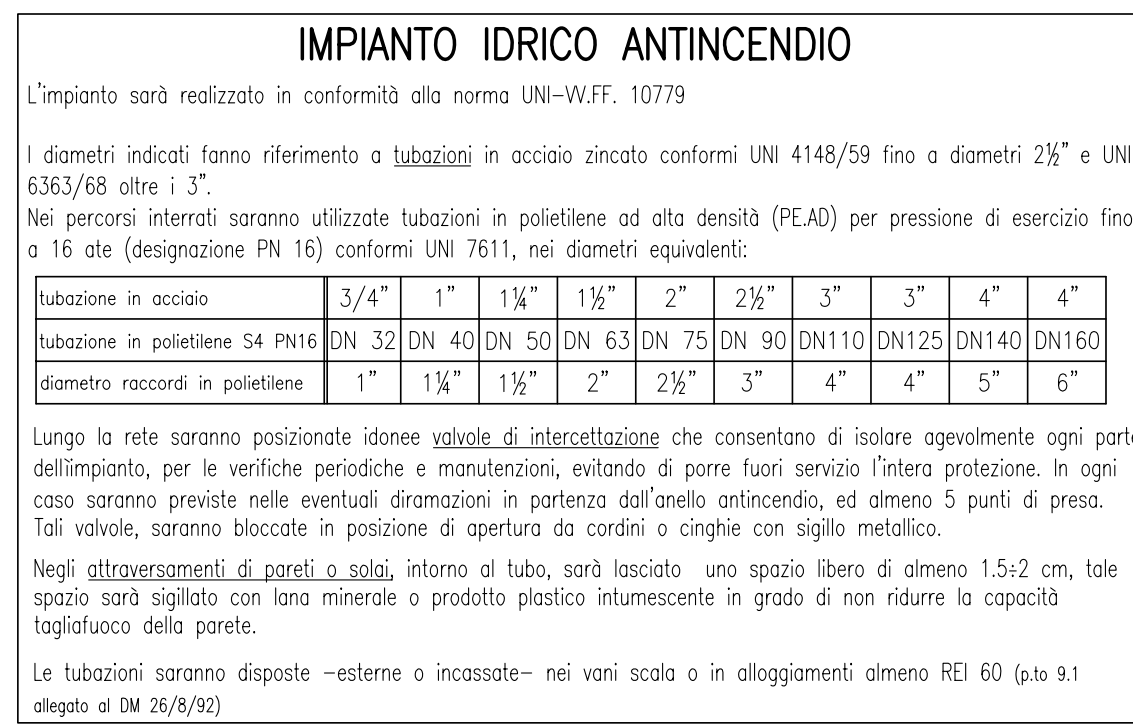 IMPIANTO IDRICO ANTINCENDIO
L'impianto sarà realizzato in conformità alla norma UNI-VV.FF. 10779
I diametri indicati fanno riferimento a tubazioni in acciaio zincato conformi UNI 4148/59 fino a diametri 2½" e UNI
6363/68 oltre i 3".
Nei percorsi interrati saranno utilizzate tubazioni in polietilene ad alta densità (PE.AD) per pressione di esercizio fino
a 16 ate (designazione PN 16) conformi UNI 7611, nei diametri equivalenti:
tubazione in acciaio 3/4" 1" 1¼" 1½" 2" 2½" 3" 3" 4" 4"
tubazione in polietilene S4 PN16 DN 32 DN 40 DN 50 DN 63 DN 75 DN 90 DN110 DN125 DN140 DN160
diametro raccordi in polietilene 1" 1¼" 1½" 2" 2½" 3" 4" 4" 5" 6"
Lungo la rete saranno posizionate idonee valvole di intercettazione che consentano di isolare agevolmente ogni parte
dellìimpianto, per le verifiche periodiche e manutenzioni, evitando di porre fuori servizio l'intera protezione. In ogni
caso saranno previste nelle eventuali diramazioni in partenza dall'anello antincendio, ed almeno 5 punti di presa.
Tali valvole, saranno bloccate in posizione di apertura da cordini o cinghie con sigillo metallico.
Negli attraversamenti di pareti o solai, intorno al tubo, sarà lasciato uno spazio libero di almeno 1.5÷2 cm, tale
spazio sarà sigillato con lana minerale o prodotto plastico intumescente in grado di non ridurre la capacità
tagliafuoco della parete.
Le tubazioni saranno disposte -esterne o incassate- nei vani scala o in alloggiamenti almeno REI 60 (p.to 9.1
allegato al DM 26/8/92)